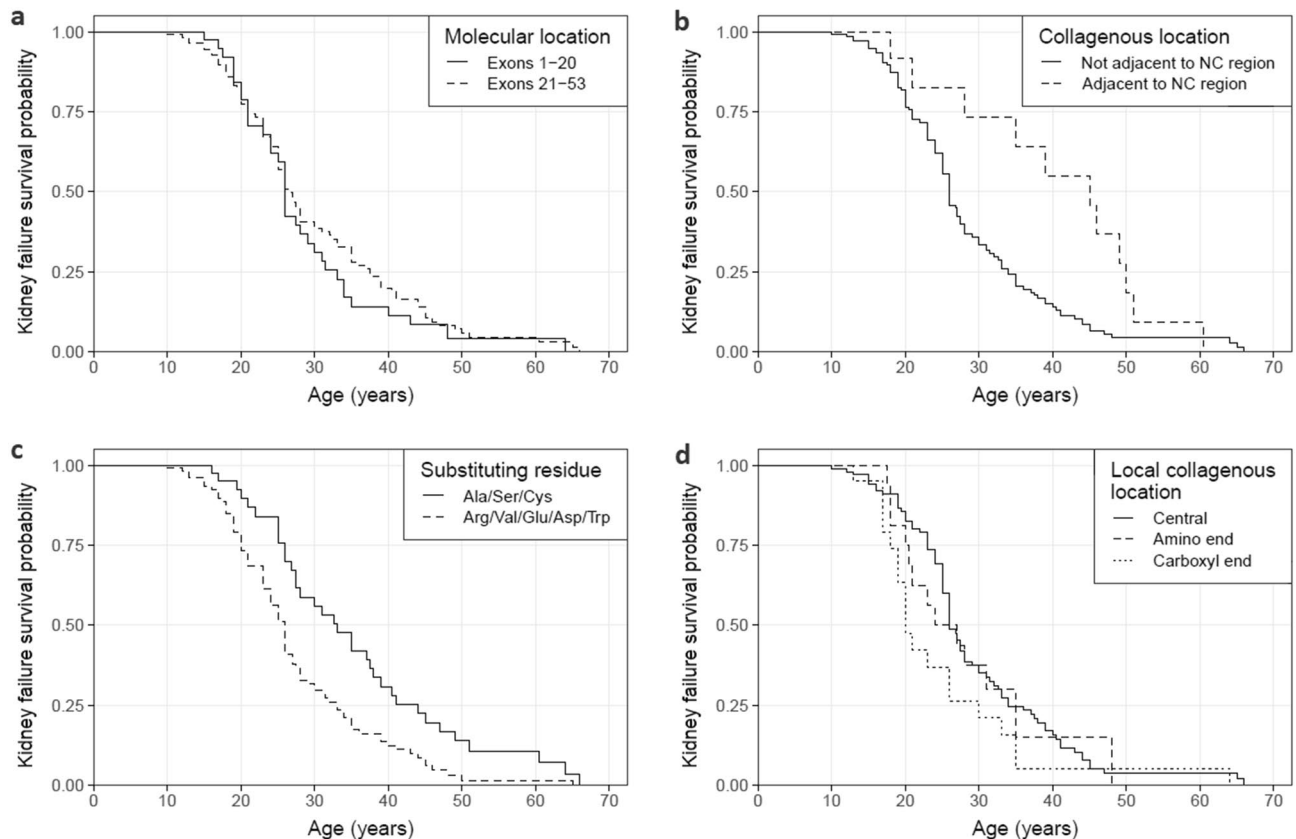 a
Kidney failure survival probability
1.00
0.75
0.50
0.25
0.00
Molecular location
Exons 1−20
Exons 21−53
0 10 20 30 40 50 60 70
Age (years)
b
Kidney failure survival probability
1.00
0.75
0.50
0.25
0.00
Collagenous location
Not adjacent to NC region
Adjacent to NC region
0 10 20 30 40 50 60 70
Age (years)
c
Kidney failure survival probability
1.00
0.75
0.50
0.25
0.00
Substituting residue
Ala/Ser/Cys
Arg/Val/Glu/Asp/Trp
0 10 20 30 40 50 60 70
Age (years)
d
Kidney failure survival probability
1.00
0.75
0.50
0.25
0.00
Local collagenous
location
Central
Amino end
Carboxyl end
0 10 20 30 40 50 60 70
Age (years)